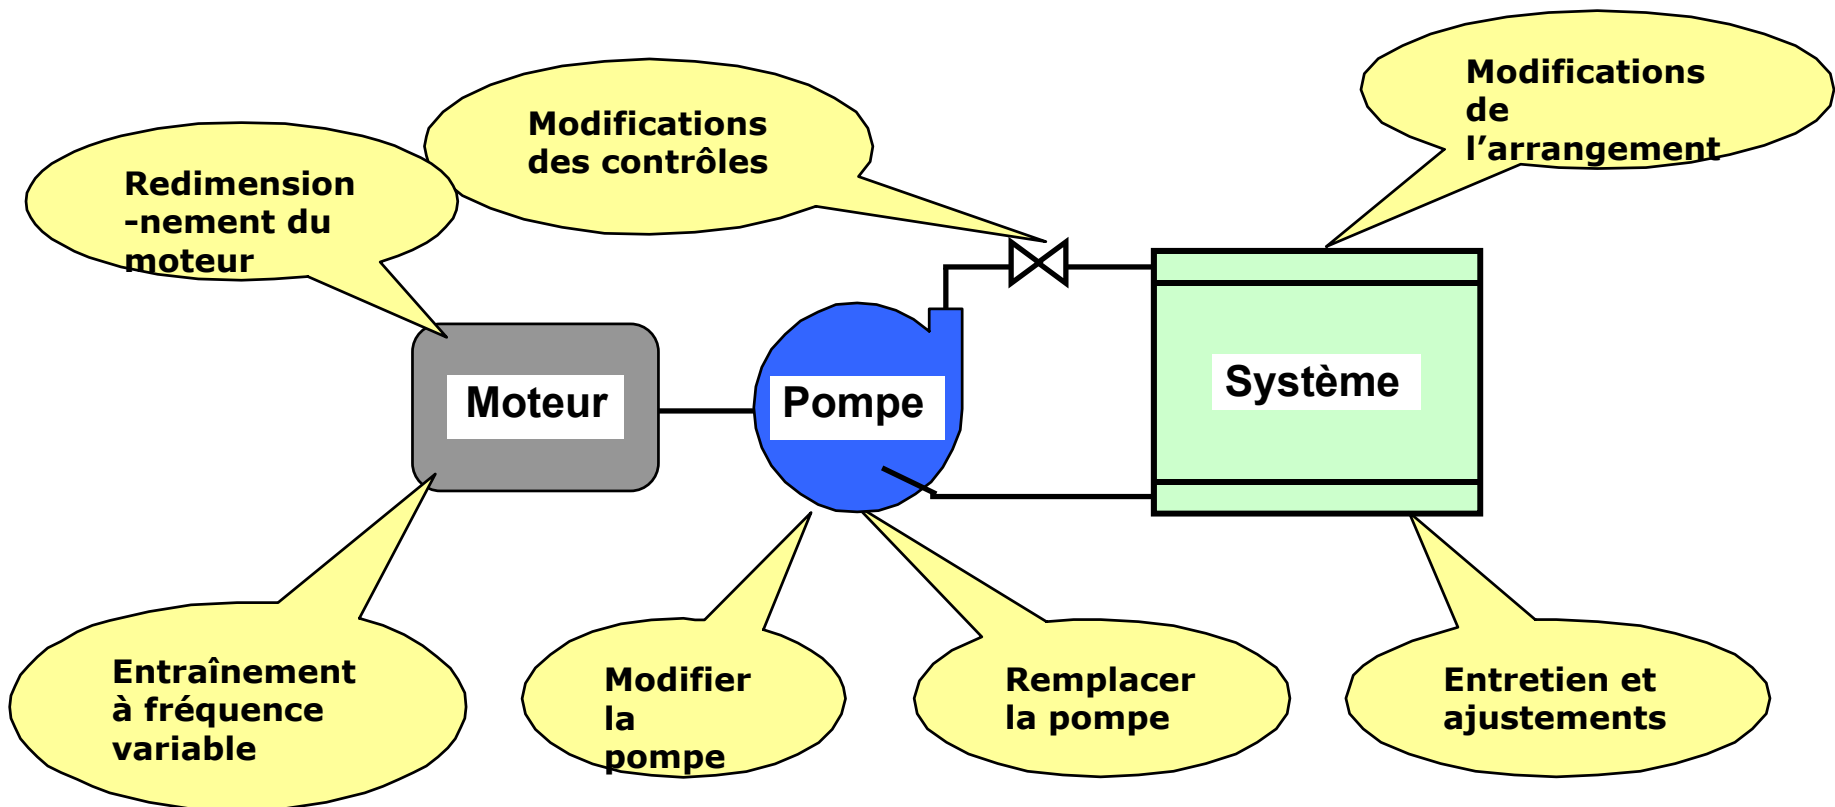 Modifications
de
l’arrangement
Modifications
des contrôles
Redimension
-nement du
moteur
Moteur
Pompe
Système
Entraînement
à fréquence
variable
Modifier
la
pompe
Remplacer
la pompe
Entretien et
ajustements